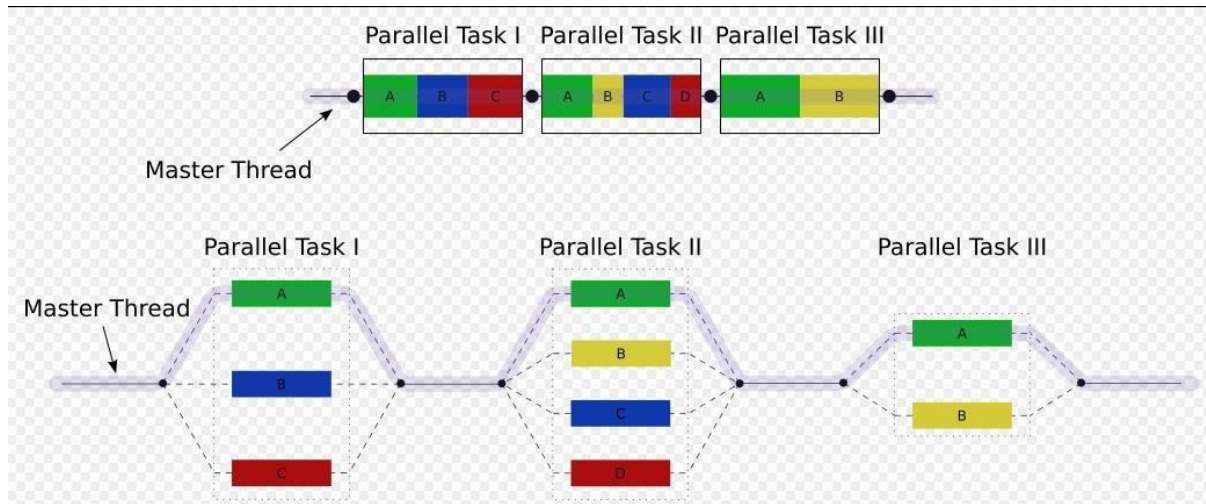 Parallel Task I Parallel Task II Parallel Task III
A B C A B C D A B
Master Thread
Parallel Task I Parallel Task II Parallel Task III
A A
Master Thread
A
B
B
C
B
C D